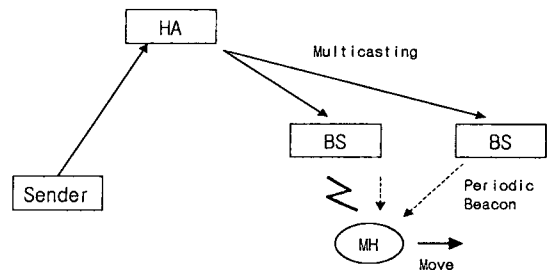 HA
Multicasting
BS
BS
Sender
Periodic
Beacon
MH
Move